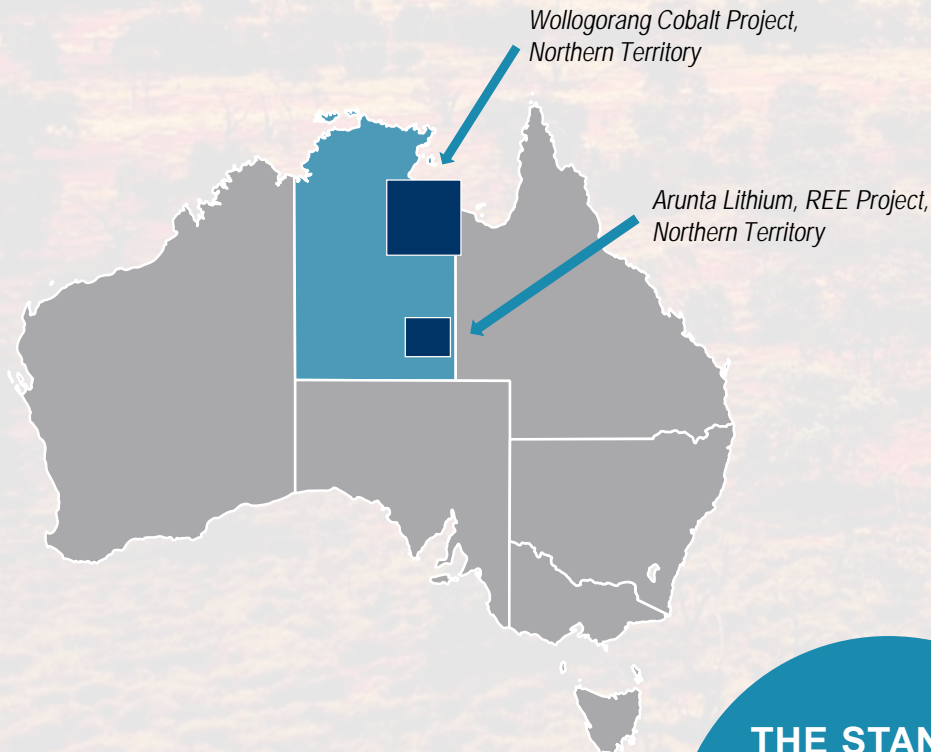 Wollogorang Cobalt Project,
Northern Territory
Arunta Lithium, REE Project,
Northern Territory
THE STAN